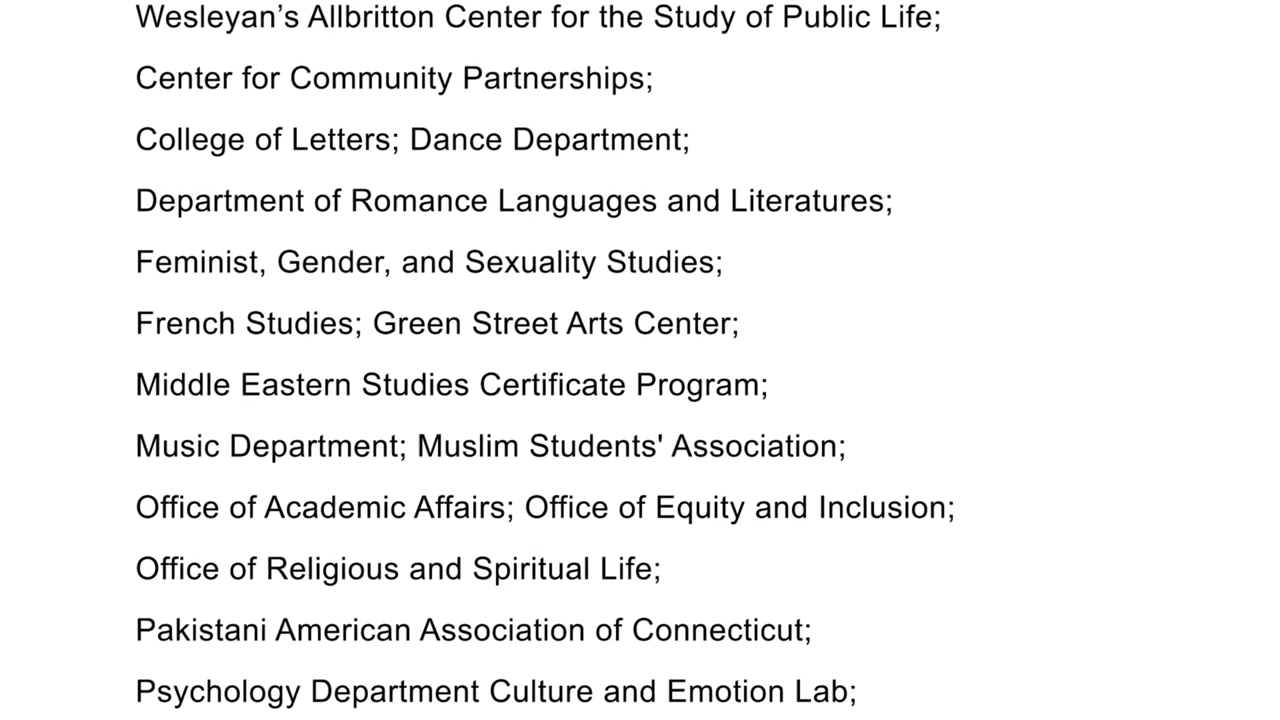 Wesleyan’s Allbritton Center for the Study of Public Life;
Center for Community Partnerships;
College of Letters; Dance Department;
Department of Romance Languages and Literatures;
Feminist, Gender, and Sexuality Studies;
French Studies; Green Street Arts Center;
Middle Eastern Studies Certificate Program;
Music Department; Muslim Students' Association;
Office of Academic Affairs; Office of Equity and Inclusion;
Office of Religious and Spiritual Life;
Pakistani American Association of Connecticut;
Psychology Department Culture and Emotion Lab;